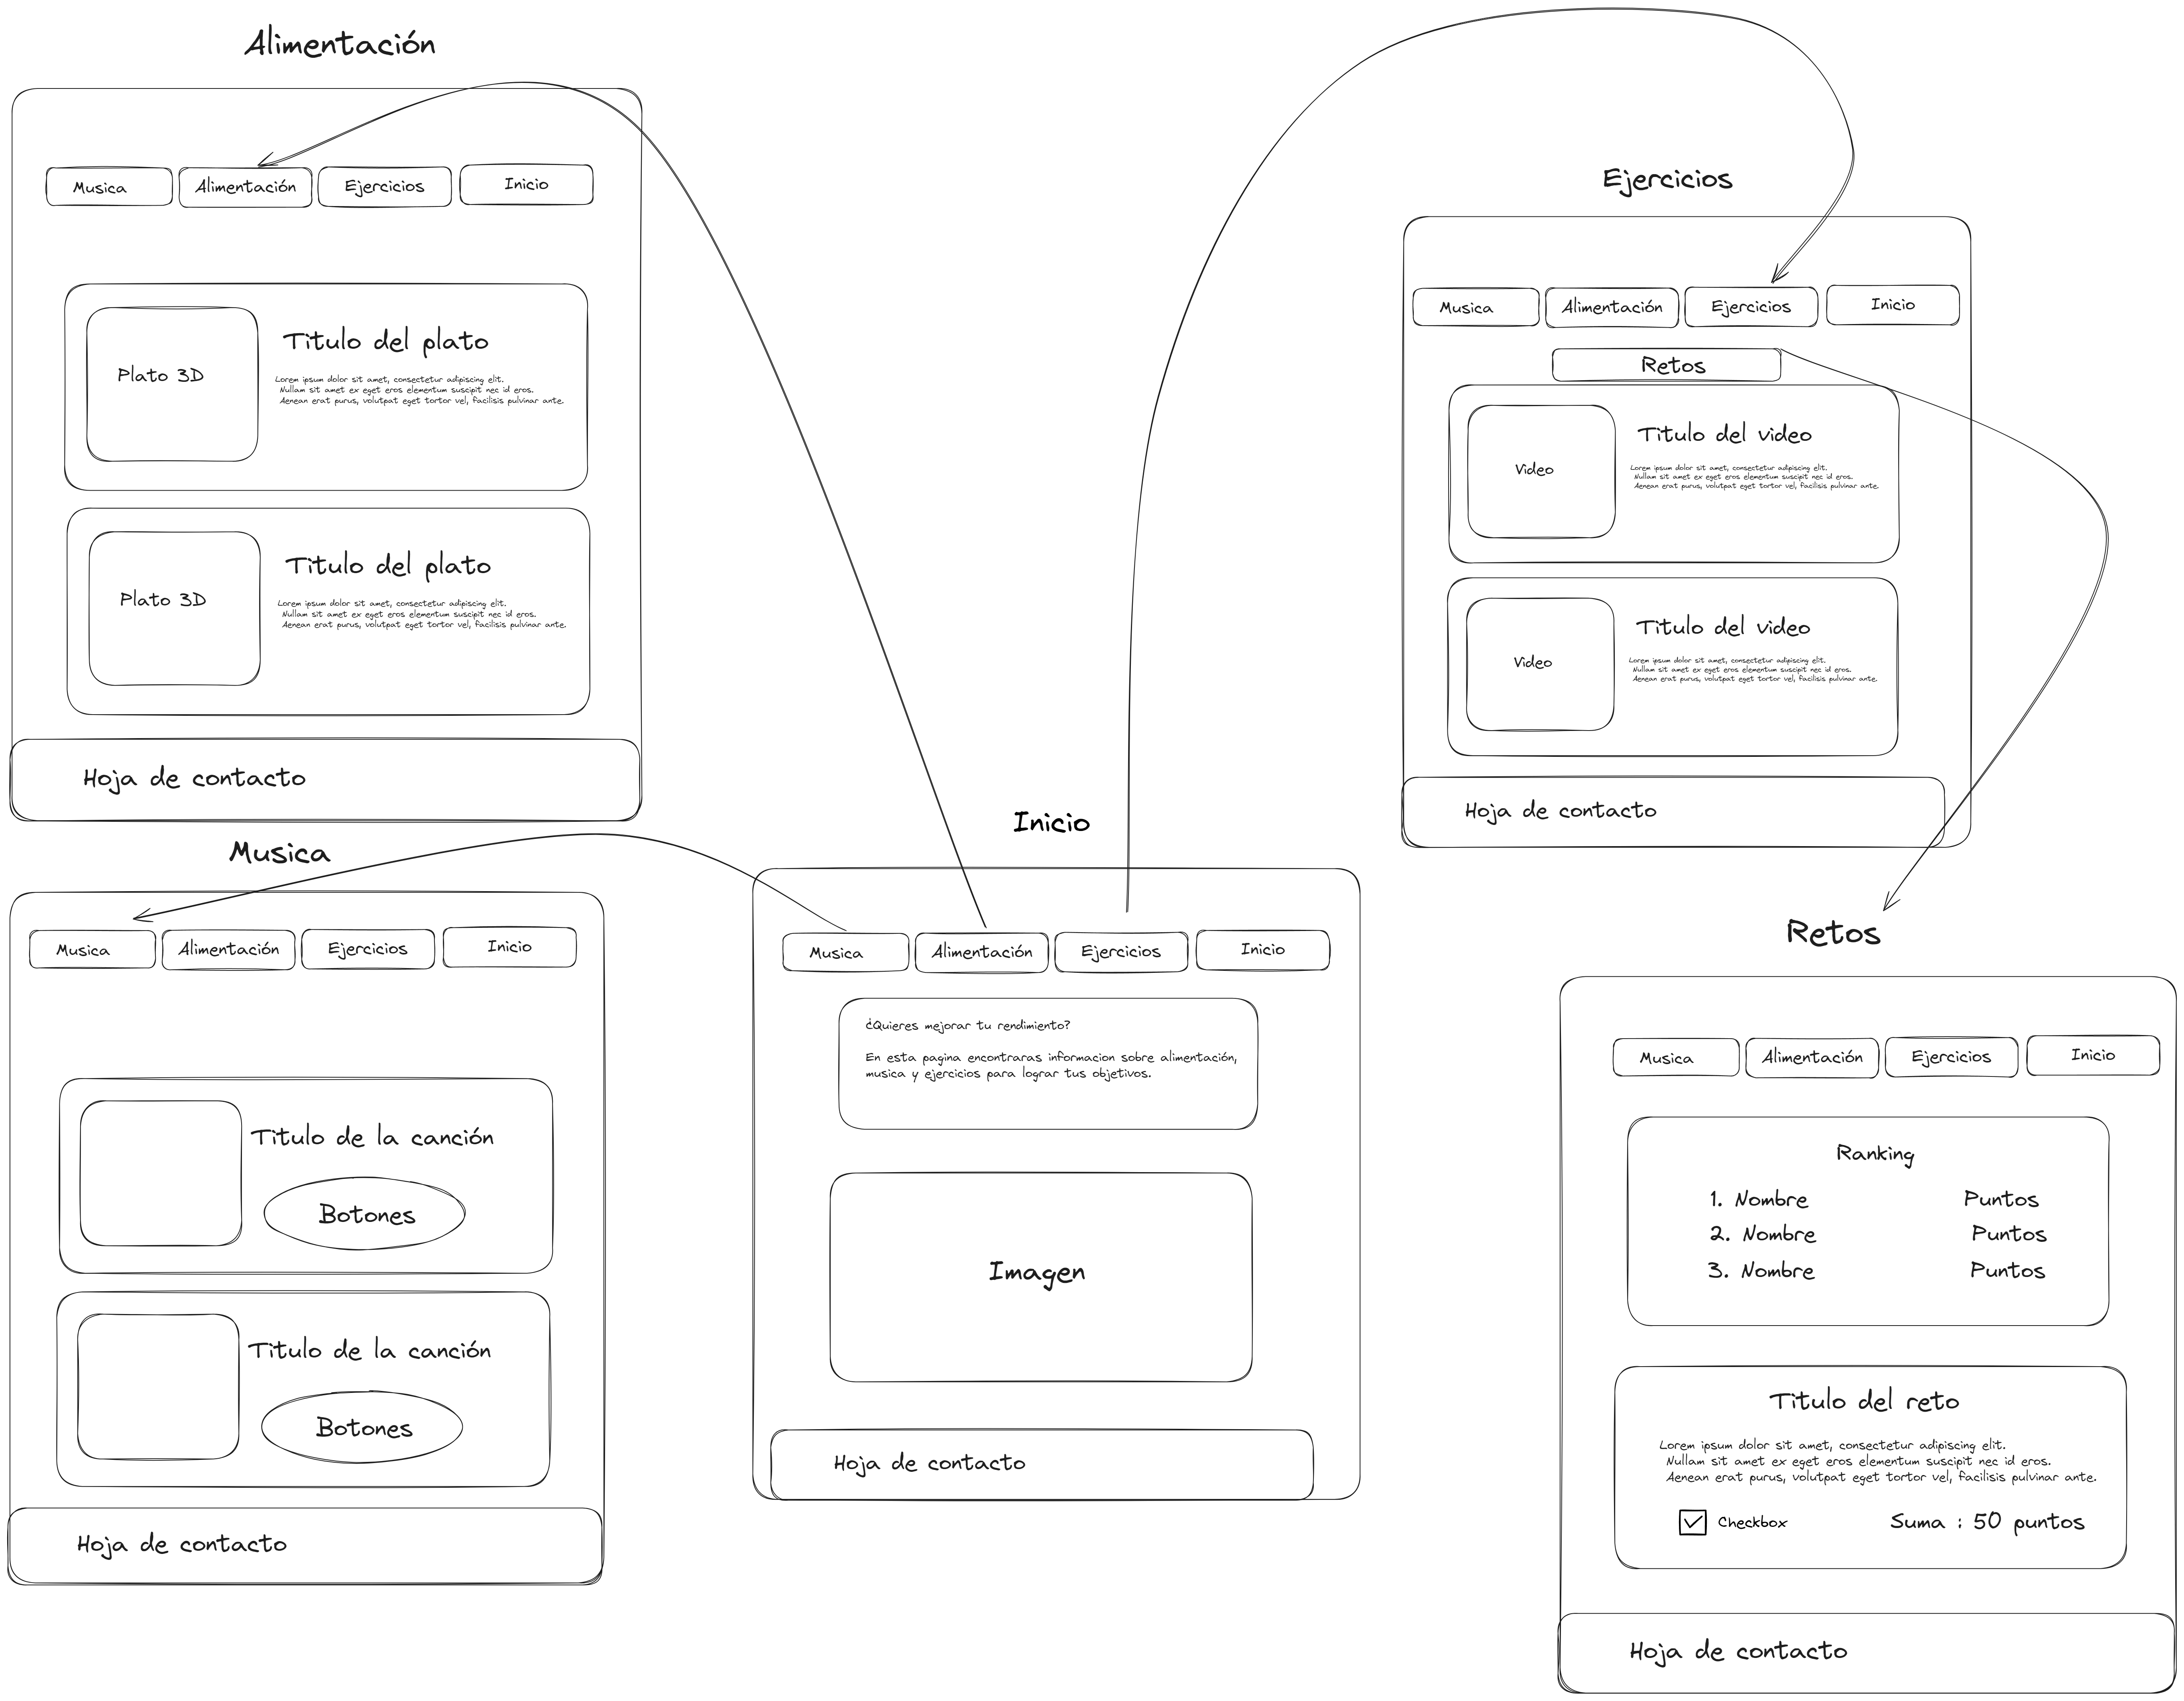 Alimentación
Musica
Alimentación
Ejercicios
Inicio
Plato 3D
Titulo del plato
Lorem ipsum dolor sit amet, consectetur adipiscing elit.
Nullam sit amet ex eget eros elementum suscipit nec id eros.
Aenean erat purus, volutpat eget tortor vel, facilisis pulvinar ante.
Plato 3D
Titulo del plato
Lorem ipsum dolor sit amet, consectetur adipiscing elit.
Nullam sit amet ex eget eros elementum suscipit nec id eros.
Aenean erat purus, volutpat eget tortor vel, facilisis pulvinar ante.
Hoja de contacto
Musica
Musica
Alimentación
Ejercicios
Inicio
Titulo de la canción
Botones
Titulo de la canción
Botones
Hoja de contacto
Inicio
Musica
Alimentación
Ejercicios
Inicio
¿Quieres mejorar tu rendimiento?
En esta pagina encontraras informacion sobre alimentación,
musica y ejercicios para lograr tus objetivos.
Imagen
Hoja de contacto
Ejercicios
Musica
Alimentación
Ejercicios
Inicio
Retos
Video
Titulo del video
Lorem ipsum dolor sit amet, consectetur adipiscing elit.
Nullam sit amet ex eget eros elementum suscipit nec id eros.
Aenean erat purus, volutpat eget tortor vel, facilisis pulvinar ante.
Video
Titulo del video
Lorem ipsum dolor sit amet, consectetur adipiscing elit.
Nullam sit amet ex eget eros elementum suscipit nec id eros.
Aenean erat purus, volutpat eget tortor vel, facilisis pulvinar ante.
Hoja de contacto
Retos
Musica
Alimentación
Ejercicios
Inicio
Ranking
1. Nombre Puntos
2. Nombre Puntos
3. Nombre Puntos
Titulo del reto
Lorem ipsum dolor sit amet, consectetur adipiscing elit.
Nullam sit amet ex eget eros elementum suscipit nec id eros.
Aenean erat purus, volutpat eget tortor vel, facilisis pulvinar ante.
Checkbox Suma : 50 puntos
Hoja de contacto